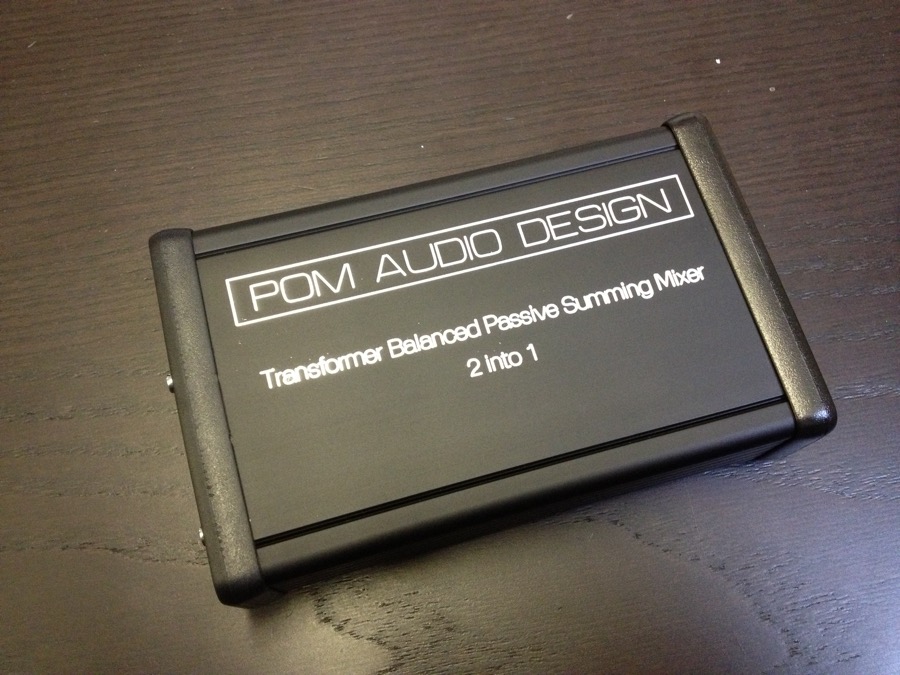 POM AUDIO DESIGN
Transformer Balanced Passive Summing Mixer
2 into 1